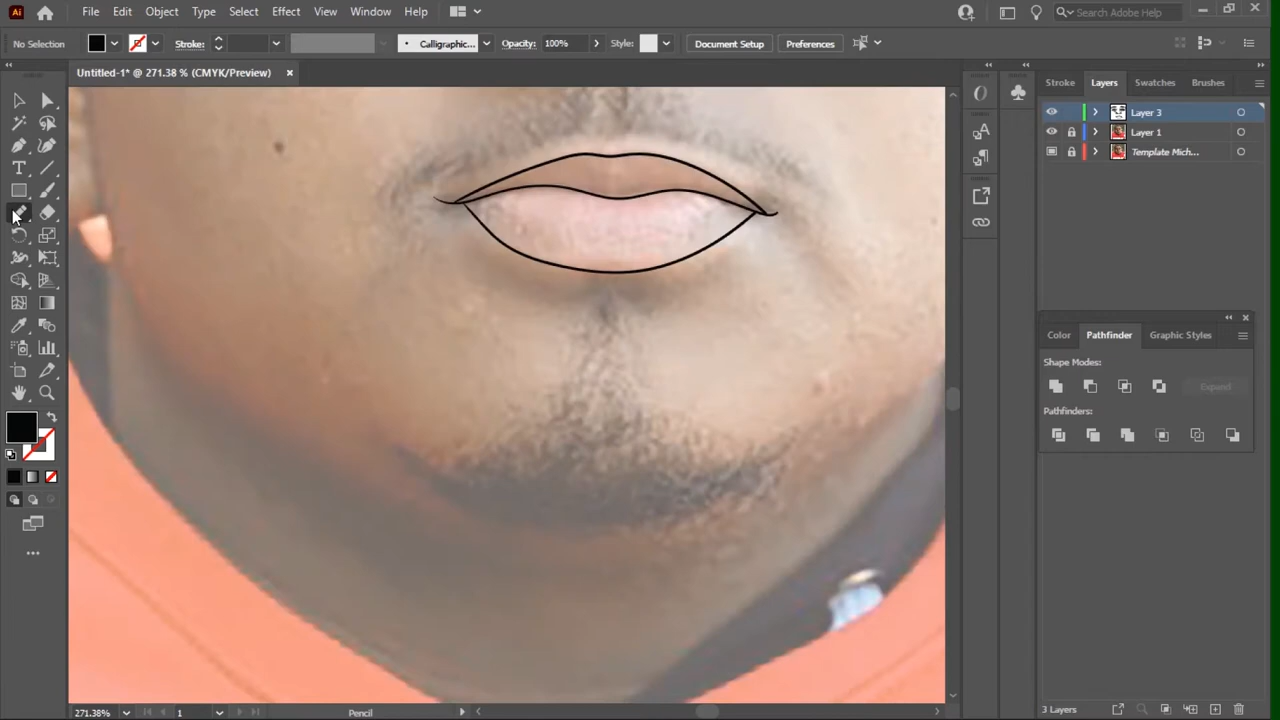 Ai File Edit Object Type Select Effect View Window Help Search Adobe Help
No Selection Stroke: Calligraphic... Opacity: 100% Style: Document Setup Preferences
Untitled-1* @ 271.38 % (CMYK/Preview)
Stroke Layers Swatches Brushes
Layer 3
Layer 1
Template Mich...
Color Pathfinder Graphic Styles
Shape Modes:
Expand
Pathfinders:
271.38% 1 Pencil 3 Layers